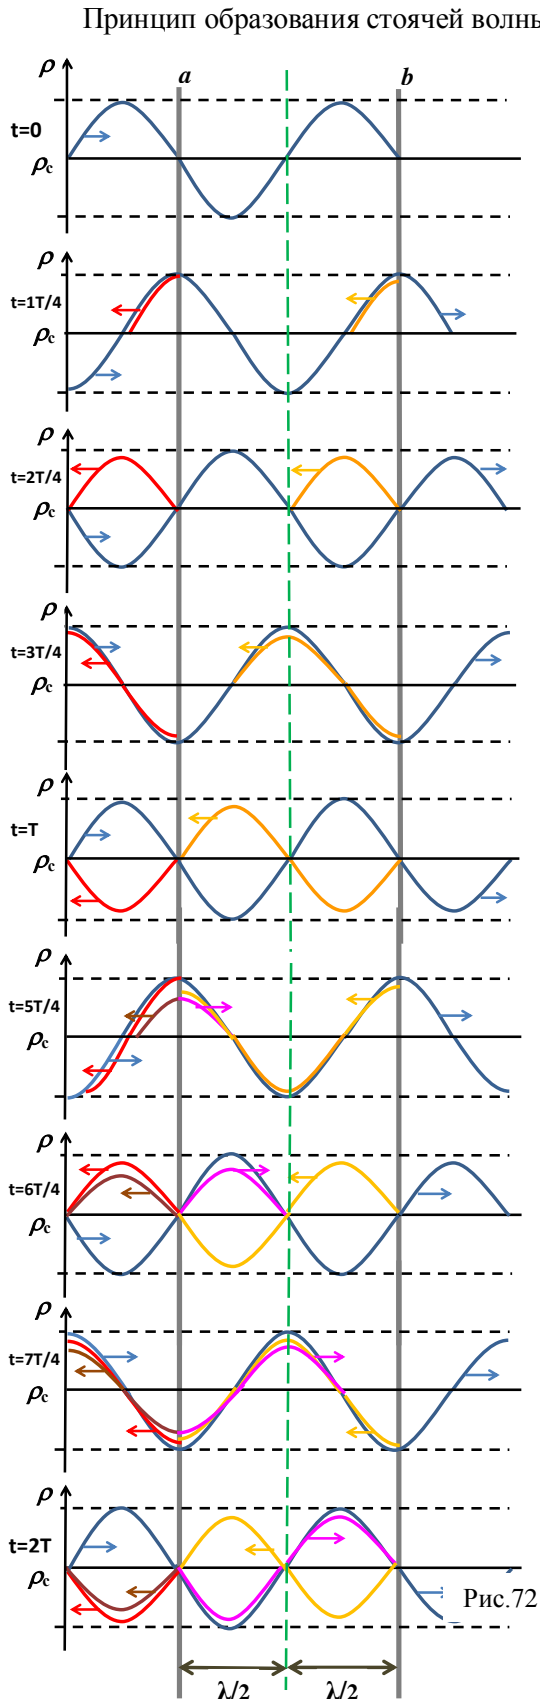 Принцип образования стоячей волны
ρ
a
b
t=0
ρc
ρ
t=1T/4
ρc
ρ
t=2T/4
ρc
ρ
t=3T/4
ρc
ρ
t=T
ρc
ρ
t=5T/4
ρc
ρ
t=6T/4
ρc
ρ
t=7T/4
ρc
ρ
t=2T
ρc
Рис.72
λ/2 λ/2